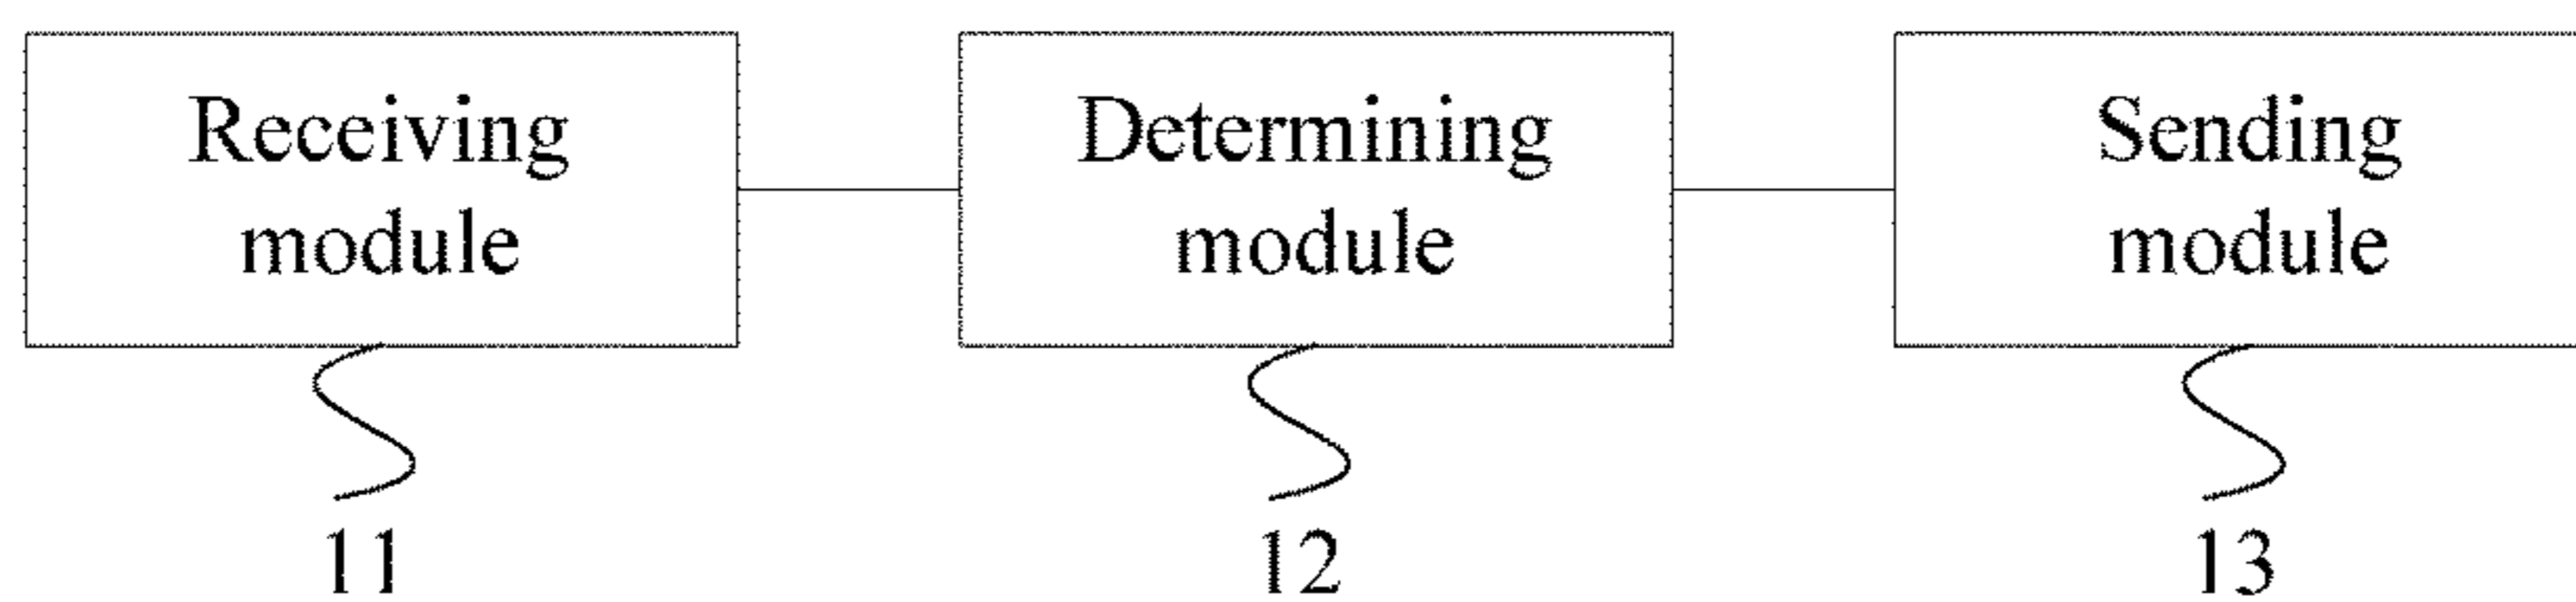 Receiving
module
Determining
module
Sending
module
11
12
13